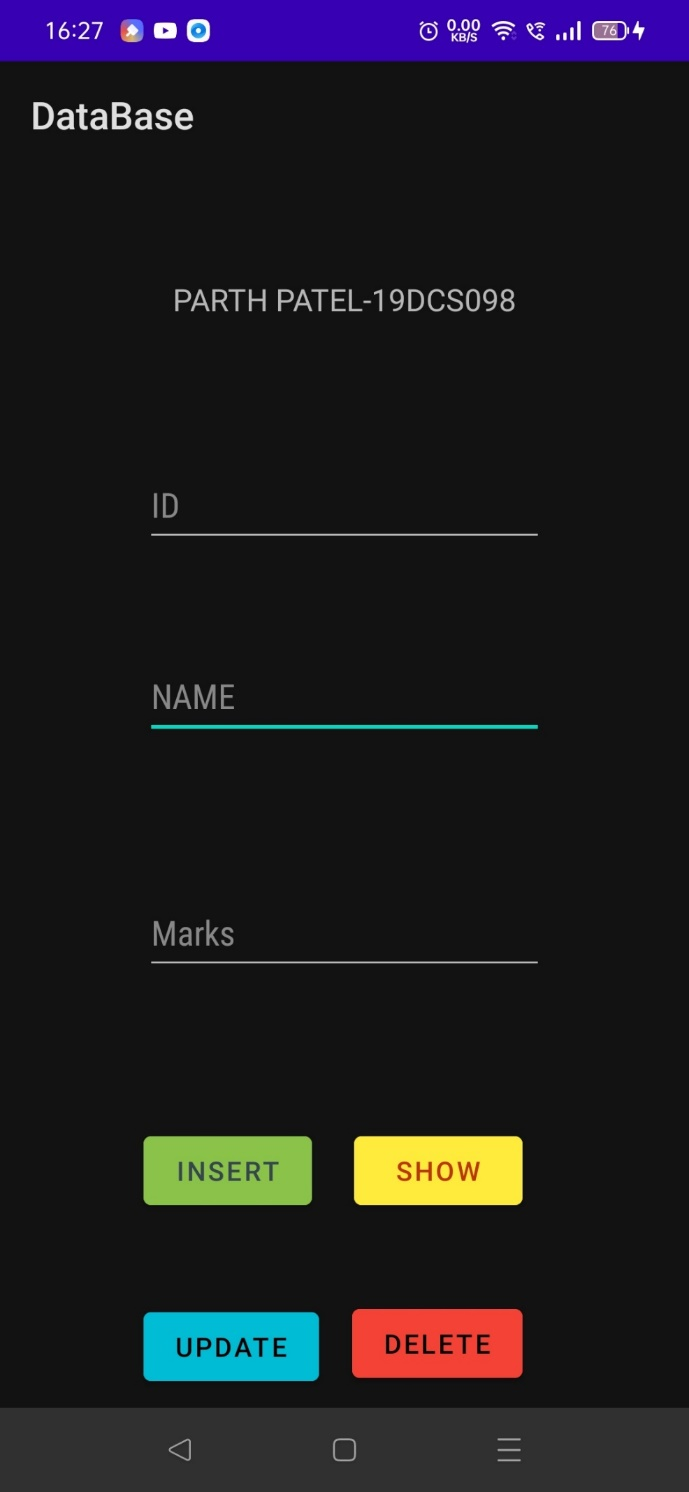 16:27 0.00 KB/S 76
DataBase
PARTH PATEL-19DCS098
ID
NAME
Marks
INSERT SHOW
UPDATE DELETE